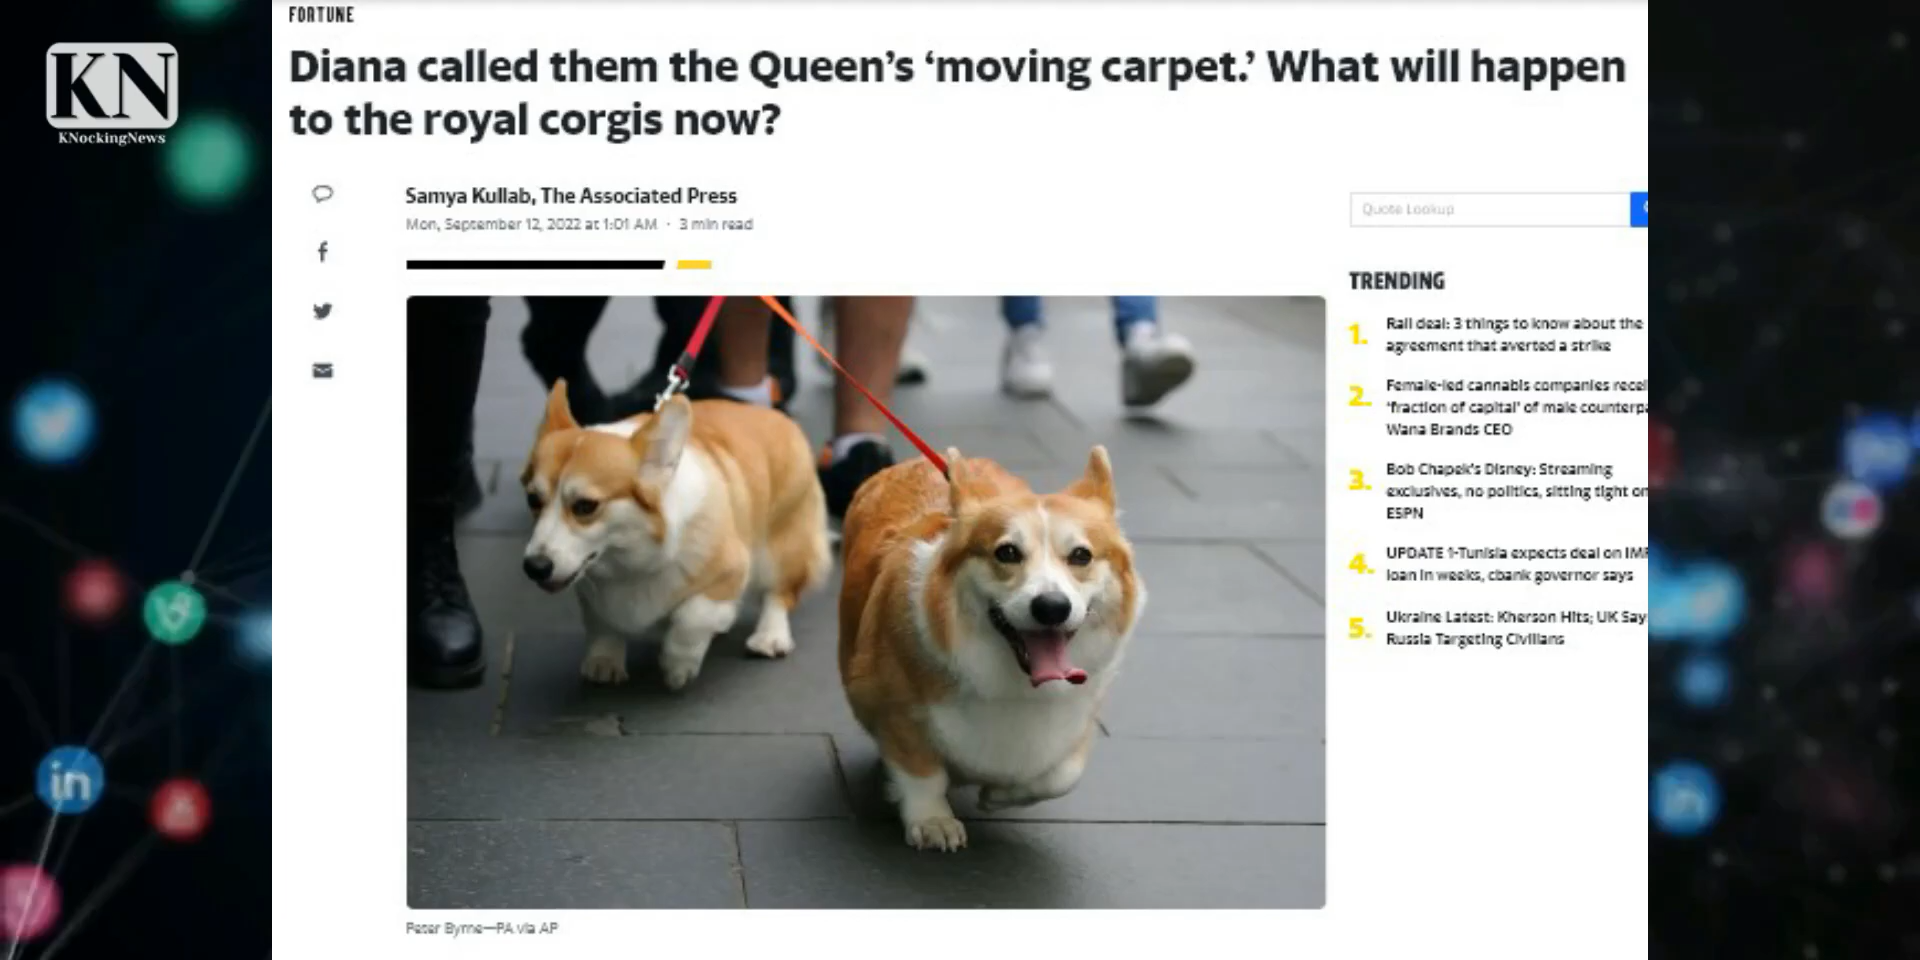 FORTUNE
KN
KNockingNews
Diana called them the Queen’s ‘moving carpet.’ What will happen
to the royal corgis now?
Samya Kullab, The Associated Press
Mon, September 12, 2022 at 1:01 AM · 3 min read
Quote Lookup
TRENDING
1. Rail deal: 3 things to know about the
agreement that averted a strike
2. Female-led cannabis companies recei
‘fraction of capital’ of male counterpa
Wana Brands CEO
3. Bob Chapek's Disney: Streaming
exclusives, no politics, sitting tight on
ESPN
4. UPDATE 1-Tunisia expects deal on IMF
loan in weeks, cbank governor says
5. Ukraine Latest: Kherson Hits; UK Say
Russia Targeting Civilians
Peter Byrne—PA via AP
in
in